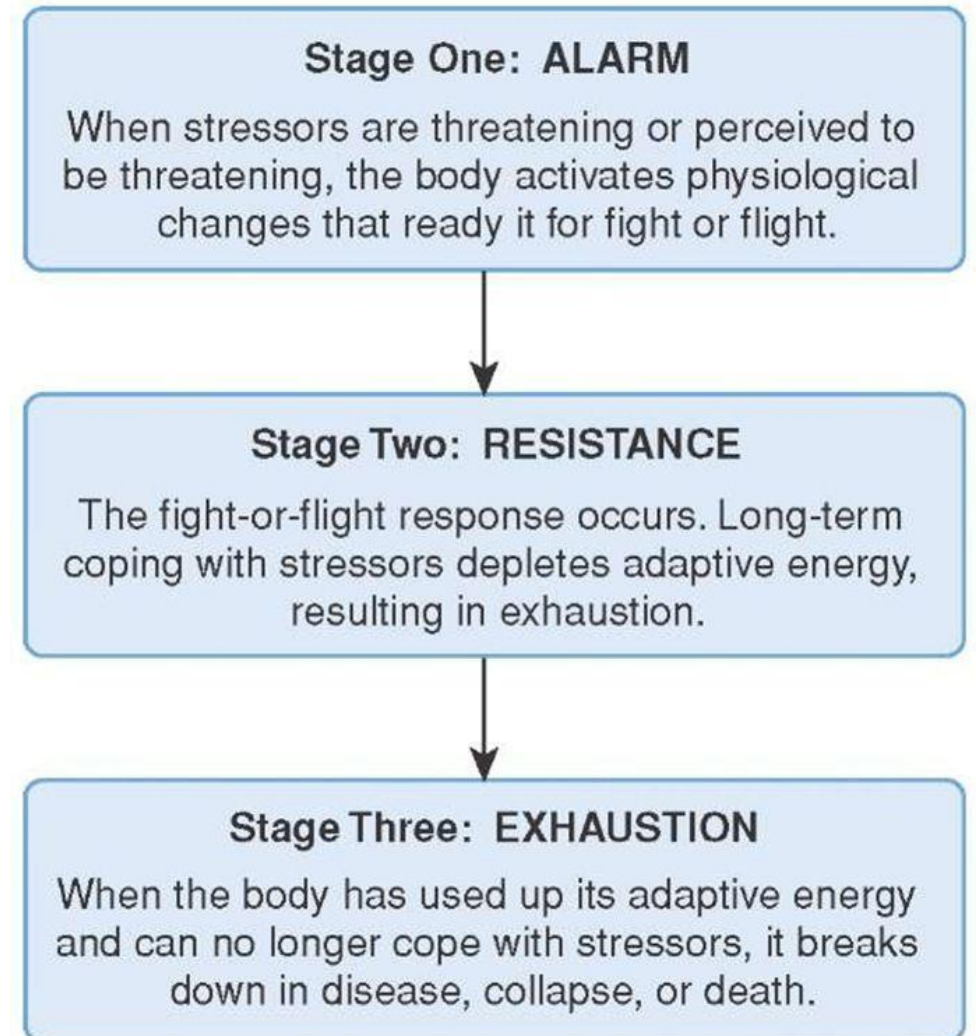 Stage One: ALARM
When stressors are threatening or perceived to
be threatening, the body activates physiological
changes that ready it for fight or flight.
Stage Two: RESISTANCE
The fight-or-flight response occurs. Long-term
coping with stressors depletes adaptive energy,
resulting in exhaustion.
Stage Three: EXHAUSTION
When the body has used up its adaptive energy
and can no longer cope with stressors, it breaks
down in disease, collapse, or death.